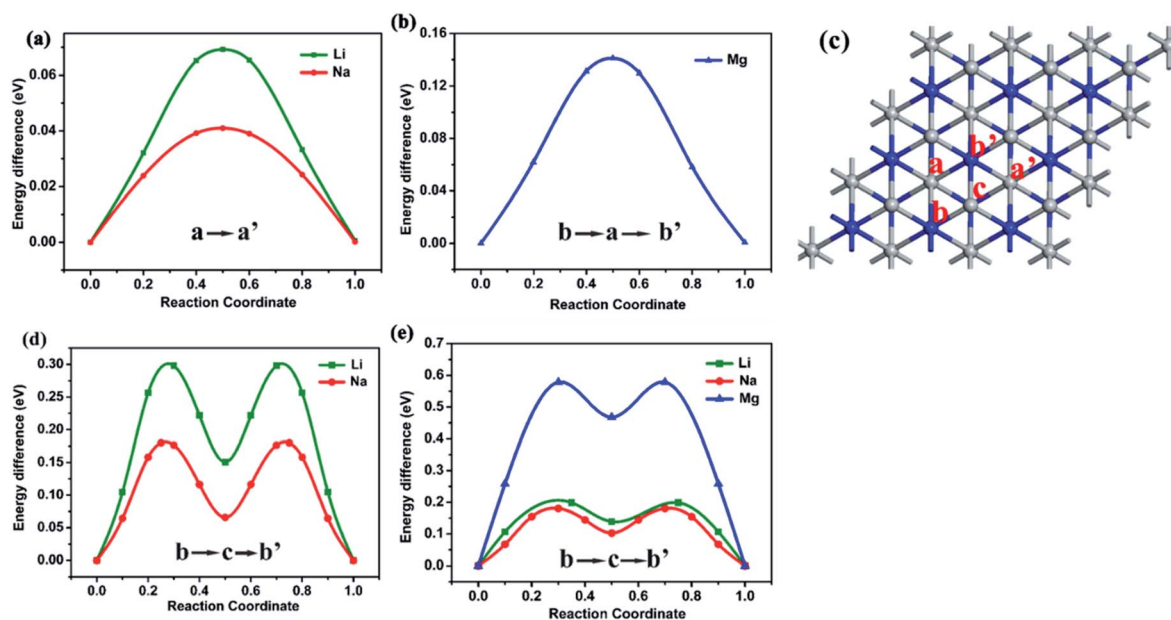 (a)
Energy difference (eV)
0.06
0.04
0.02
0.00
Li
Na
a→a’
0.0 0.2 0.4 0.6 0.8 1.0
Reaction Coordinate
(b)
Energy difference (eV)
0.16
0.12
0.08
0.04
0.00
Mg
b→a→b’
0.0 0.2 0.4 0.6 0.8 1.0
Reaction Coordinate
(c)
b’
a a’
c
b
(d)
Energy difference (eV)
0.30
0.25
0.20
0.15
0.10
0.05
0.00
Li
Na
b→c→b’
0.0 0.2 0.4 0.6 0.8 1.0
Reaction Coordinate
(e)
Energy difference (eV)
0.7
0.6
0.5
0.4
0.3
0.2
0.1
0.0
Li
Na
Mg
b→c→b’
0.0 0.2 0.4 0.6 0.8 1.0
Reaction Coordinate